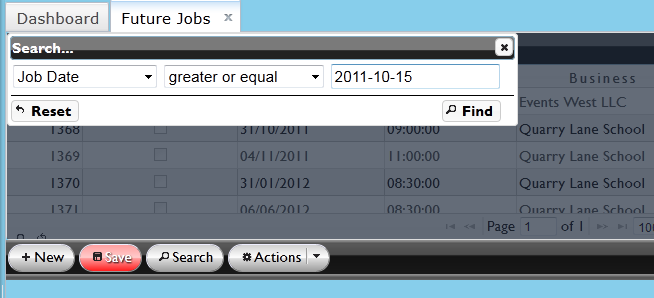 Dashboard Future Jobs x
Search...
Job Date greater or equal 2011-10-15
Business
Reset Find
Events West LLC
1368 31/10/2011 09:00:00 Quarry Lane School
1369 04/11/2011 11:00:00 Quarry Lane School
1370 31/01/2012 08:30:00 Quarry Lane School
1371 06/06/2012 08:30:00 Quarry Lane School
Page 1 of 1
+ New Save Search Actions